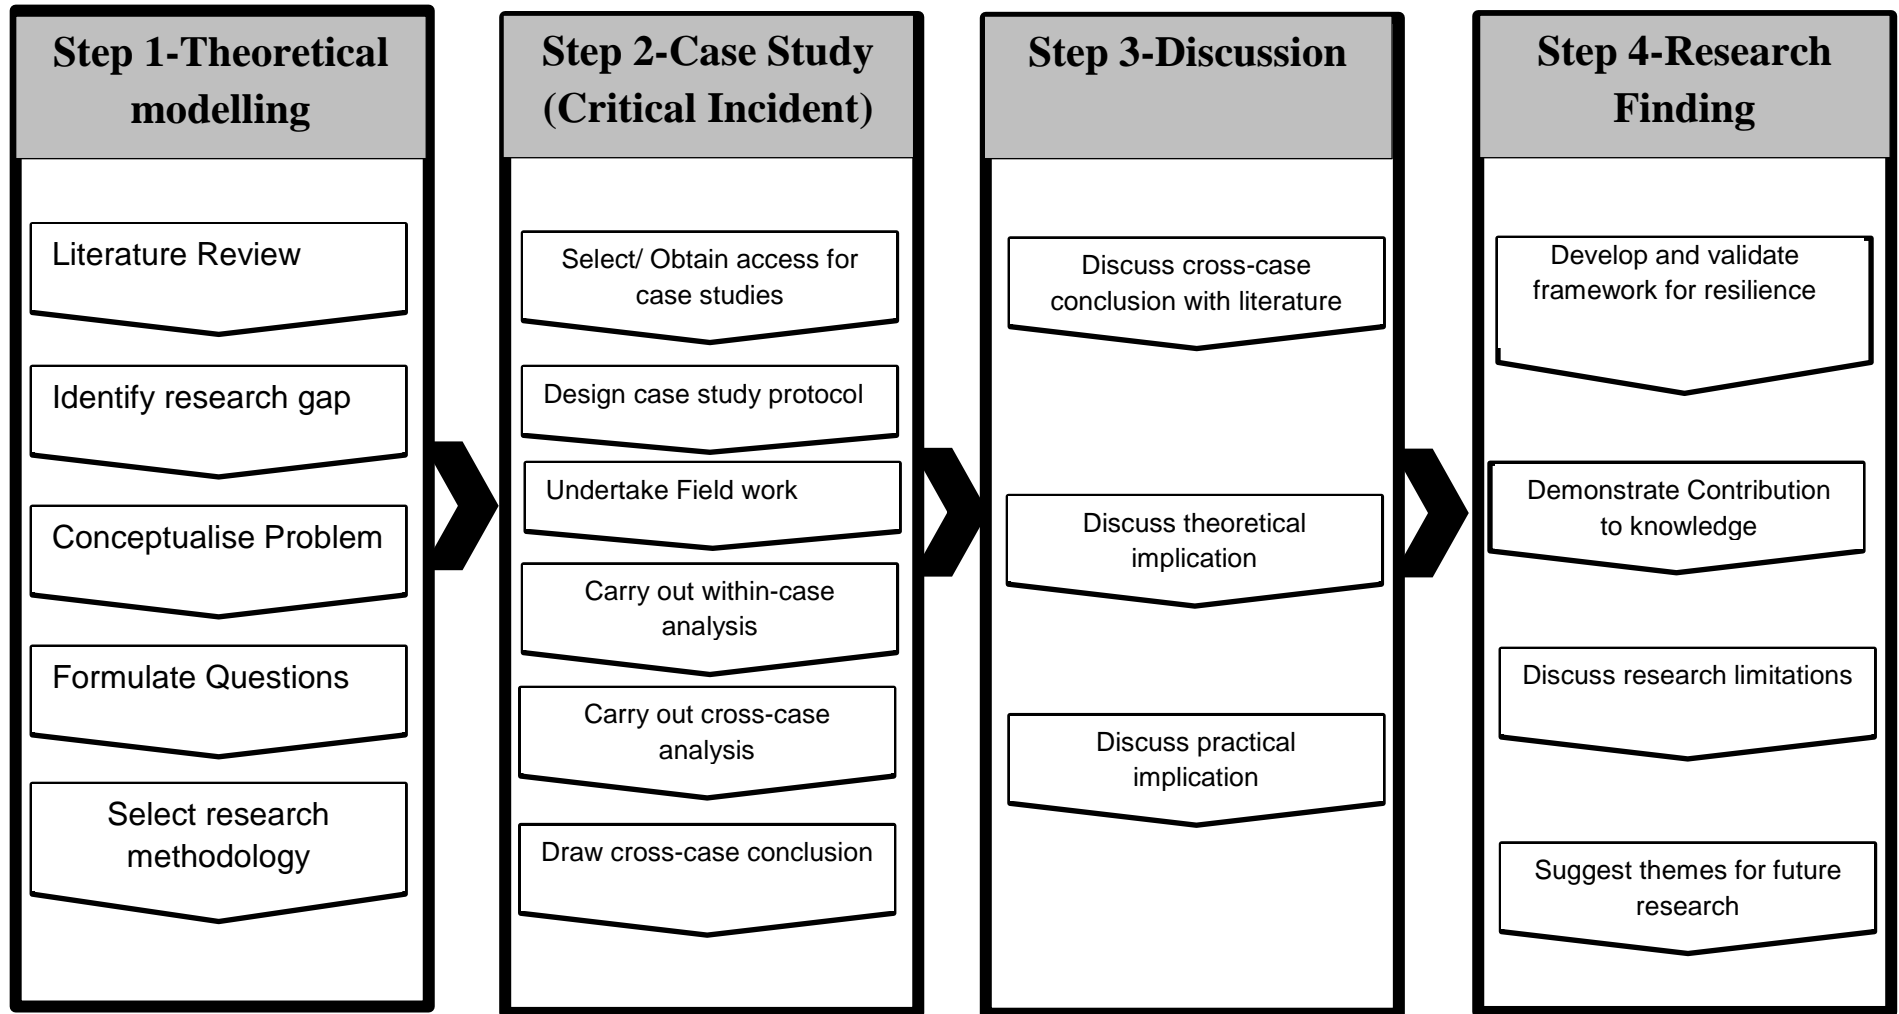 Step 1-Theoretical
modelling
Literature Review
Identify research gap
Conceptualise Problem
Formulate Questions
Select research
methodology
Step 2-Case Study
(Critical Incident)
Select/ Obtain access for
case studies
Design case study protocol
Undertake Field work
Carry out within-case
analysis
Carry out cross-case
analysis
Draw cross-case conclusion
Step 3-Discussion
Discuss cross-case
conclusion with literature
Discuss theoretical
implication
Discuss practical
implication
Step 4-Research
Finding
Develop and validate
framework for resilience
Demonstrate Contribution
to knowledge
Discuss research limitations
Suggest themes for future
research